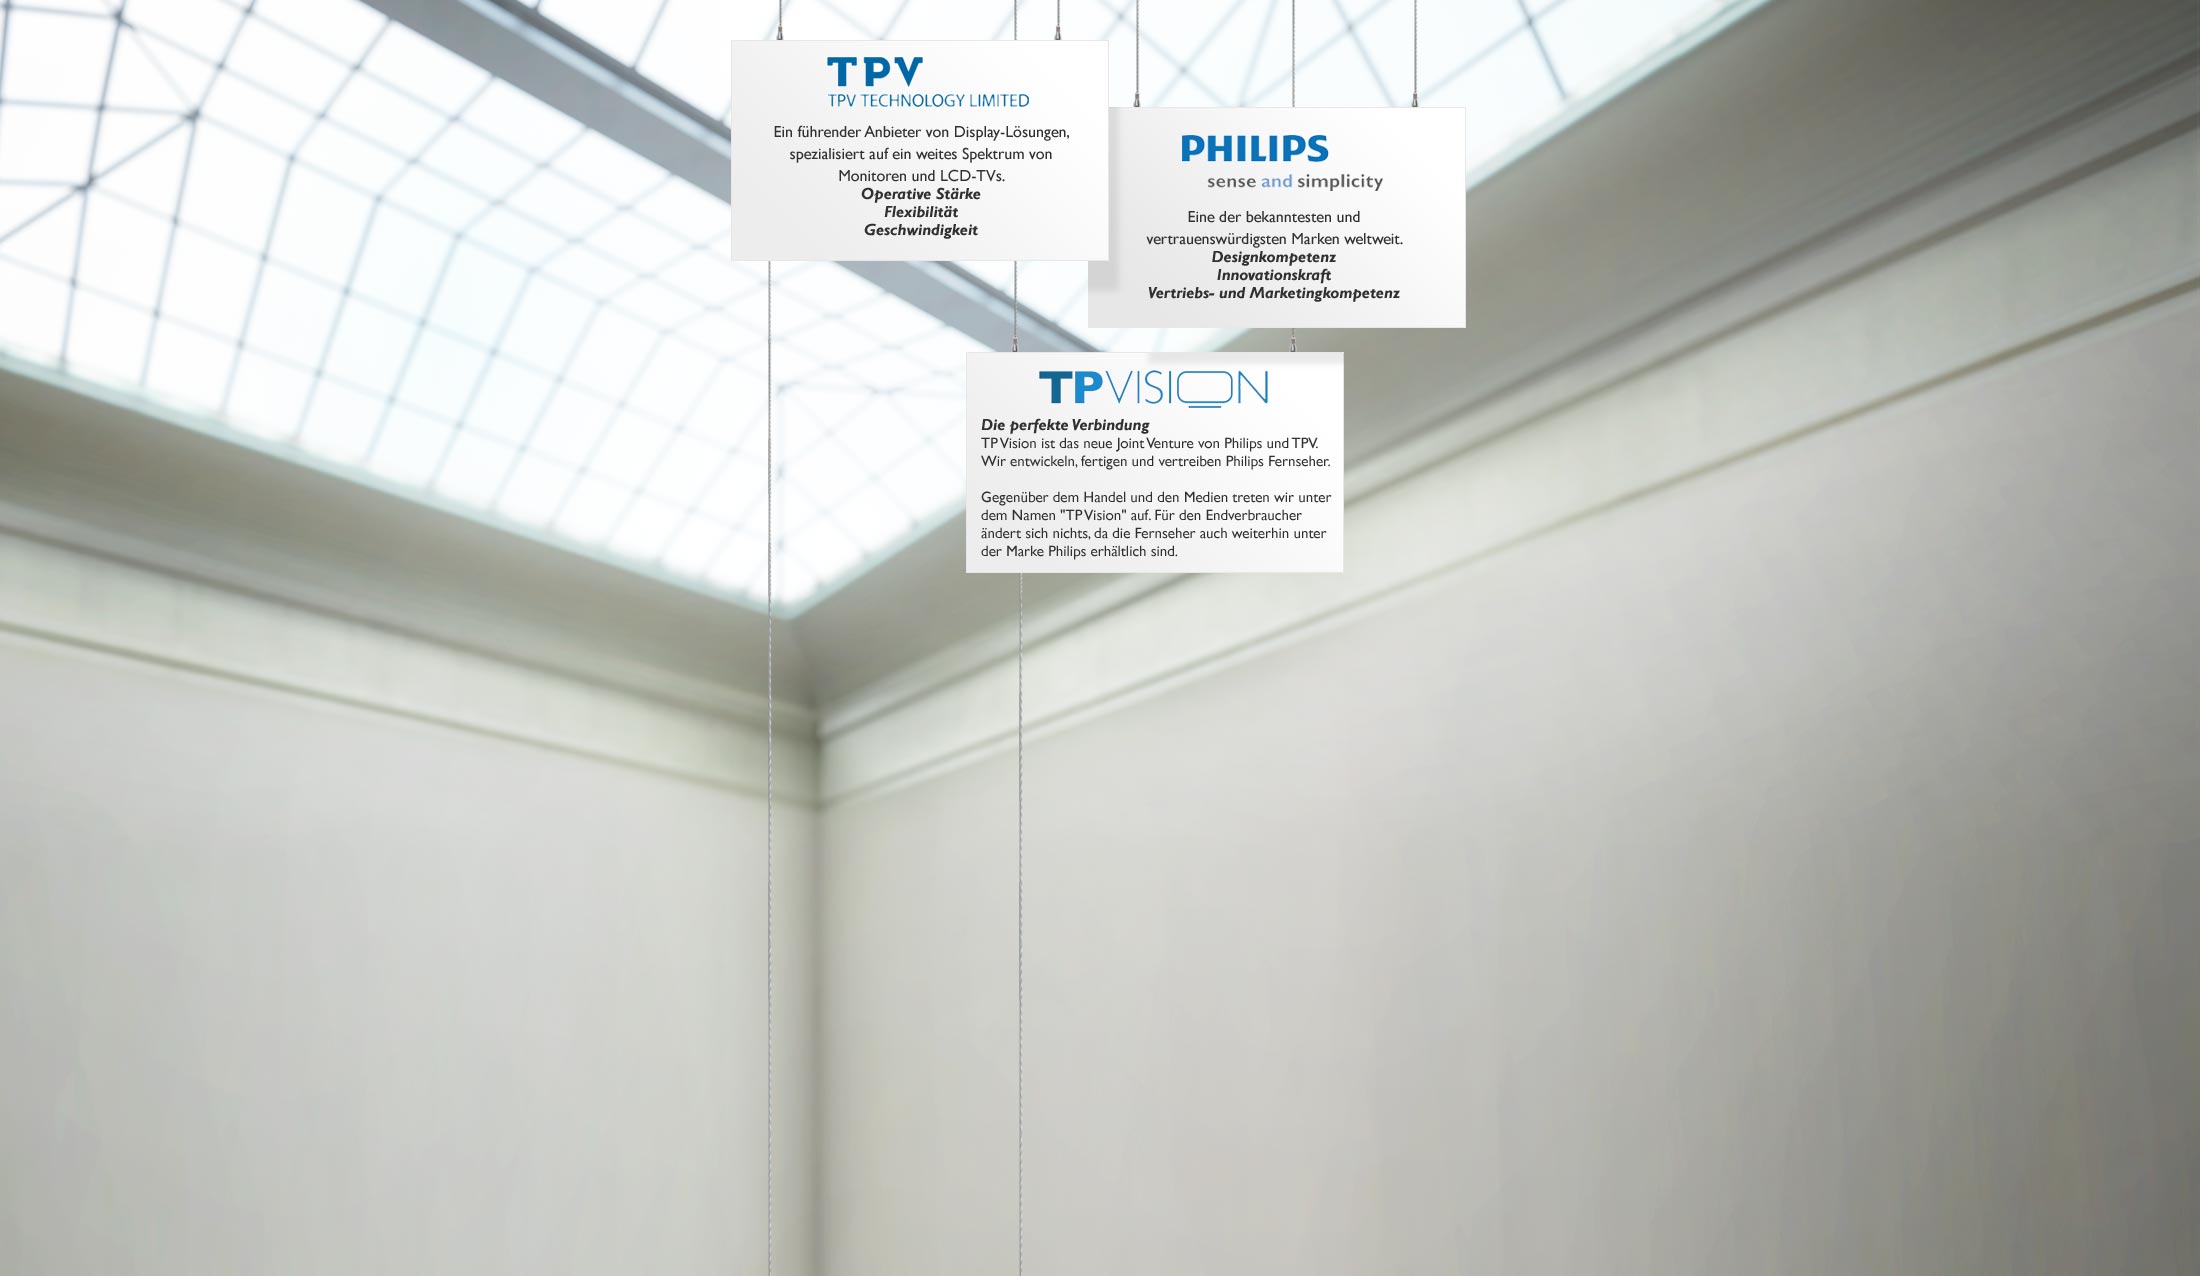 TPV
TPV TECHNOLOGY LIMITED
Ein führender Anbieter von Display-Lösungen,
spezialisiert auf ein weites Spektrum von
Monitoren und LCD-TVs.
Operative Stärke
Flexibilität
Geschwindigkeit
PHILIPS
sense and simplicity
Eine der bekanntesten und
vertrauenswürdigsten Marken weltweit.
Designkompetenz
Innovationskraft
Vertriebs- und Marketingkompetenz
TPVISION
Die perfekte Verbindung
TP Vision ist das neue Joint Venture von Philips und TPV.
Wir entwickeln, fertigen und vertreiben Philips Fernseher.
Gegenüber dem Handel und den Medien treten wir unter
dem Namen "TP Vision" auf. Für den Endverbraucher
ändert sich nichts, da die Fernseher auch weiterhin unter
der Marke Philips erhältlich sind.